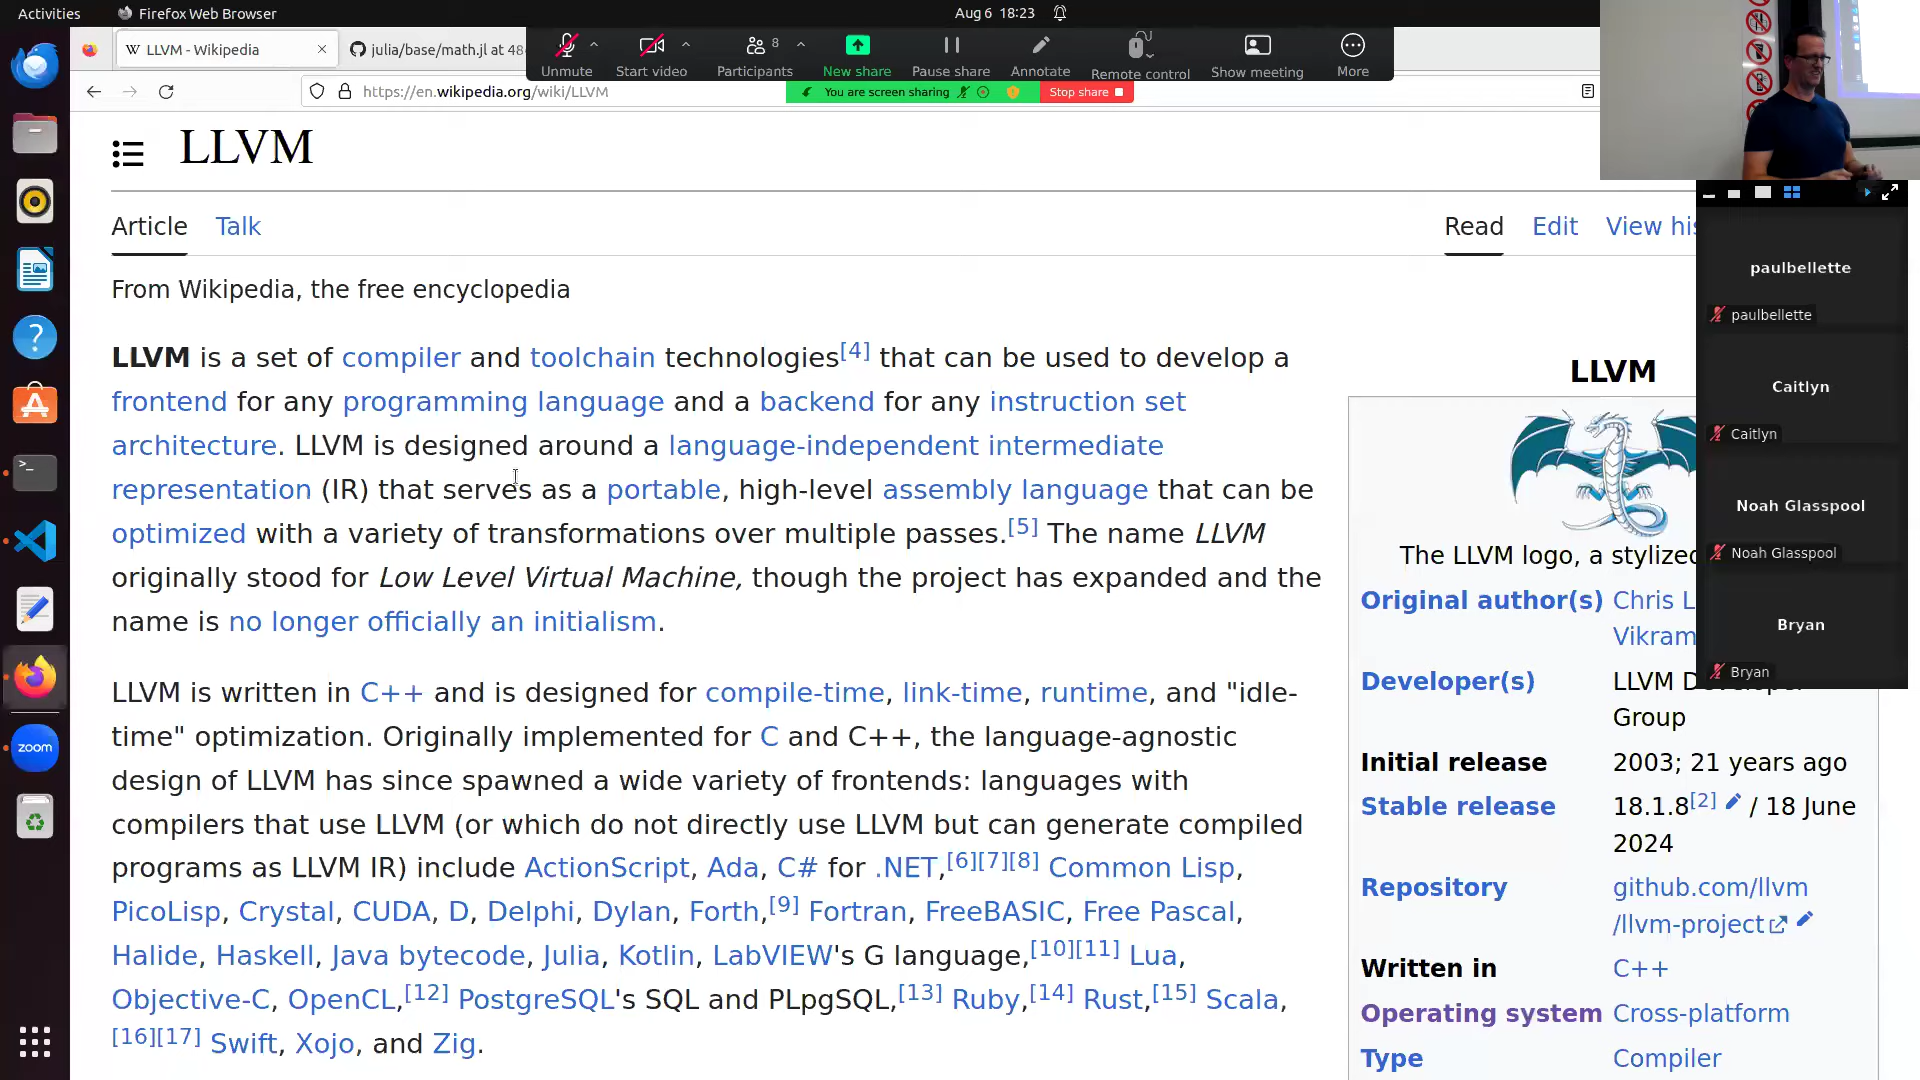 Activities
Firefox Web Browser
Aug 6 18:23
LLVM - Wikipedia
julia/base/math.jl at 48
Unmute
Start video
Participants
8
New share
Pause share
Annotate
Remote control
Show meeting
More
https://en.wikipedia.org/wiki/LLVM
You are screen sharing
Stop share
LLVM
Article Talk
Read Edit View his
From Wikipedia, the free encyclopedia
LLVM is a set of compiler and toolchain technologies[4] that can be used to develop a
frontend for any programming language and a backend for any instruction set
architecture. LLVM is designed around a language-independent intermediate
representation (IR) that serves as a portable, high-level assembly language that can be
optimized with a variety of transformations over multiple passes.[5] The name LLVM
originally stood for Low Level Virtual Machine, though the project has expanded and the
name is no longer officially an initialism.
LLVM is written in C++ and is designed for compile-time, link-time, runtime, and "idle-
time" optimization. Originally implemented for C and C++, the language-agnostic
design of LLVM has since spawned a wide variety of frontends: languages with
compilers that use LLVM (or which do not directly use LLVM but can generate compiled
programs as LLVM IR) include ActionScript, Ada, C# for .NET,[6][7][8] Common Lisp,
PicoLisp, Crystal, CUDA, D, Delphi, Dylan, Forth,[9] Fortran, FreeBASIC, Free Pascal,
Halide, Haskell, Java bytecode, Julia, Kotlin, LabVIEW's G language,[10][11] Lua,
Objective-C, OpenCL,[12] PostgreSQL's SQL and PLpgSQL,[13] Ruby,[14] Rust,[15] Scala,
[16][17] Swift, Xojo, and Zig.
LLVM
The LLVM logo, a stylized
Original author(s) Chris L
Vikram
Developer(s) LLVM Developer
Group
Initial release 2003; 21 years ago
Stable release 18.1.8[2] / 18 June
2024
Repository github.com/llvm
/llvm-project
Written in C++
Operating system Cross-platform
Type Compiler
paulbellette
paulbellette
Caitlyn
Caitlyn
Noah Glasspool
Noah Glasspool
Bryan
Bryan
zoom